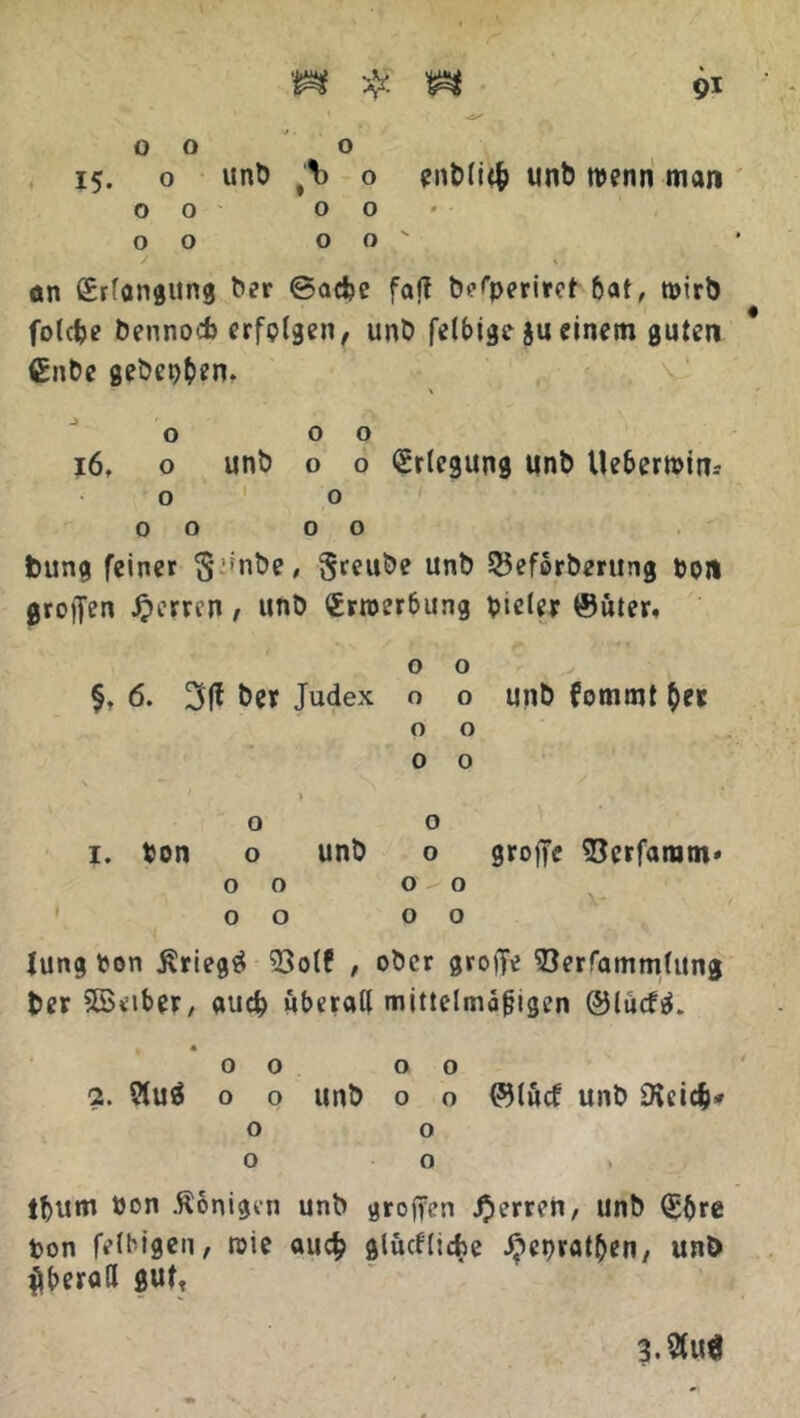 91
o o o
15. o und ,b o endlich und wenn man
o o o o
o o o o
an Erlangung der Sache fast desperiret hat, wird
solche dennoch erfolgen, und selbige zu einem guten
Ende gedeyhen.
o o o
16. o und o o Erlegung und Ueberwin-
o o
o o o o
dung seiner Feinde, Freude und Beförderung von
grossen Herren, und Erwerbung vieler Güter.
o o
§. 6. Ist der Judex o o und kommt her
o o
o o
o o
1. von o und o grosse Versamm-
o o o o
o o o o
lung von Kriegs Volk, oder grosse Versammlung
der Weiber, auch überall mittelmäßigen Glücks.
o o o o
2. Aus o o und o o Glück und Reich-
o o
o o
thum von Königen und grossen Herren, und Ehre
von selbigen, wie auch glückliche Heyrathen, und
überall gut.
3. Aus